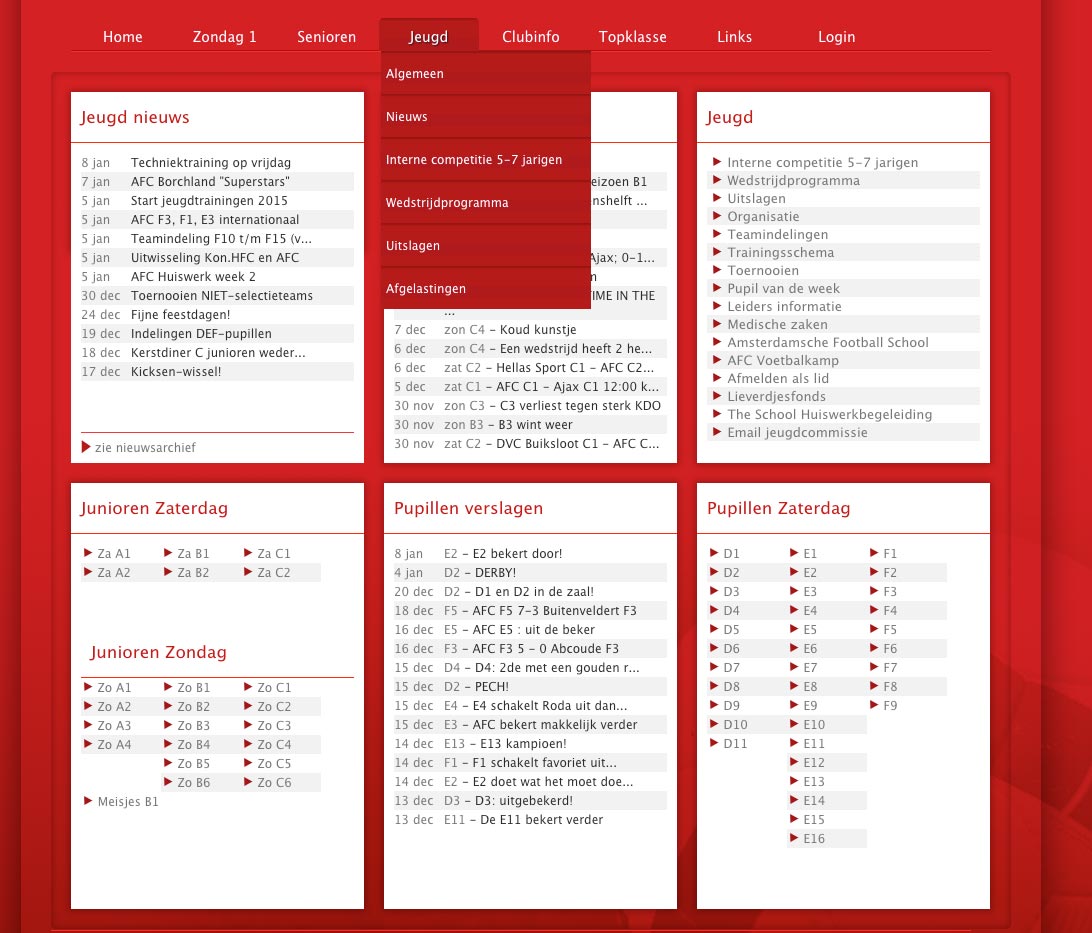 Home Zondag 1 Senioren Jeugd Clubinfo Topklasse Links Login
Algemeen
Nieuws
Interne competitie 5-7 jarigen
Wedstrijdprogramma
Uitslagen
Afgelastingen
Jeugd nieuws
8 jan Techniektraining op vrijdag
7 jan AFC Borchland "Superstars"
5 jan Start jeugdtrainingen 2015
5 jan AFC F3, F1, E3 internationaal
5 jan Teamindeling F10 t/m F15 (v...
5 jan Uitwisseling Kon.HFC en AFC
5 jan AFC Huiswerk week 2
30 dec Toernooien NIET-selectieteams
24 dec Fijne feestdagen!
19 dec Indelingen DEF-pupillen
18 dec Kerstdiner C junioren weder...
17 dec Kicksen-wissel!
zie nieuwsarchief
eizoen B1
nshelft ...
Ajax; 0-1...
TIME IN THE
...
7 dec zon C4 - Koud kunstje
6 dec zon C4 - Een wedstrijd heeft 2 he...
6 dec zat C2 - Hellas Sport C1 - AFC C2...
5 dec zat C1 - AFC C1 - Ajax C1 12:00 k...
30 nov zon C3 - C3 verliest tegen sterk KDO
30 nov zon B3 - B3 wint weer
30 nov zat C2 - DVC Buiksloot C1 - AFC C...
Jeugd
Interne competitie 5-7 jarigen
Wedstrijdprogramma
Uitslagen
Organisatie
Teamindelingen
Trainingsschema
Toernooien
Pupil van de week
Leiders informatie
Medische zaken
Amsterdamsche Football School
AFC Voetbalkamp
Afmelden als lid
Lieverdjesfonds
The School Huiswerkbegeleiding
Email jeugdcommissie
Junioren Zaterdag
Za A1 Za B1 Za C1
Za A2 Za B2 Za C2
Junioren Zondag
Zo A1 Zo B1 Zo C1
Zo A2 Zo B2 Zo C2
Zo A3 Zo B3 Zo C3
Zo A4 Zo B4 Zo C4
Zo B5 Zo C5
Zo B6 Zo C6
Meisjes B1
Pupillen verslagen
8 jan E2 - E2 bekert door!
4 jan D2 - DERBY!
20 dec D2 - D1 en D2 in de zaal!
18 dec F5 - AFC F5 7-3 Buitenveldert F3
16 dec E5 - AFC E5 : uit de beker
16 dec F3 - AFC F3 5 - 0 Abcoude F3
15 dec D4 - D4: 2de met een gouden r...
15 dec D2 - PECH!
15 dec E4 - E4 schakelt Roda uit dan...
15 dec E3 - AFC bekert makkelijk verder
14 dec E13 - E13 kampioen!
14 dec F1 - F1 schakelt favoriet uit...
14 dec E2 - E2 doet wat het moet doe...
13 dec D3 - D3: uitgebekerd!
13 dec E11 - De E11 bekert verder
Pupillen Zaterdag
D1 E1 F1
D2 E2 F2
D3 E3 F3
D4 E4 F4
D5 E5 F5
D6 E6 F6
D7 E7 F7
D8 E8 F8
D9 E9 F9
D10 E10
D11 E11
E12
E13
E14
E15
E16